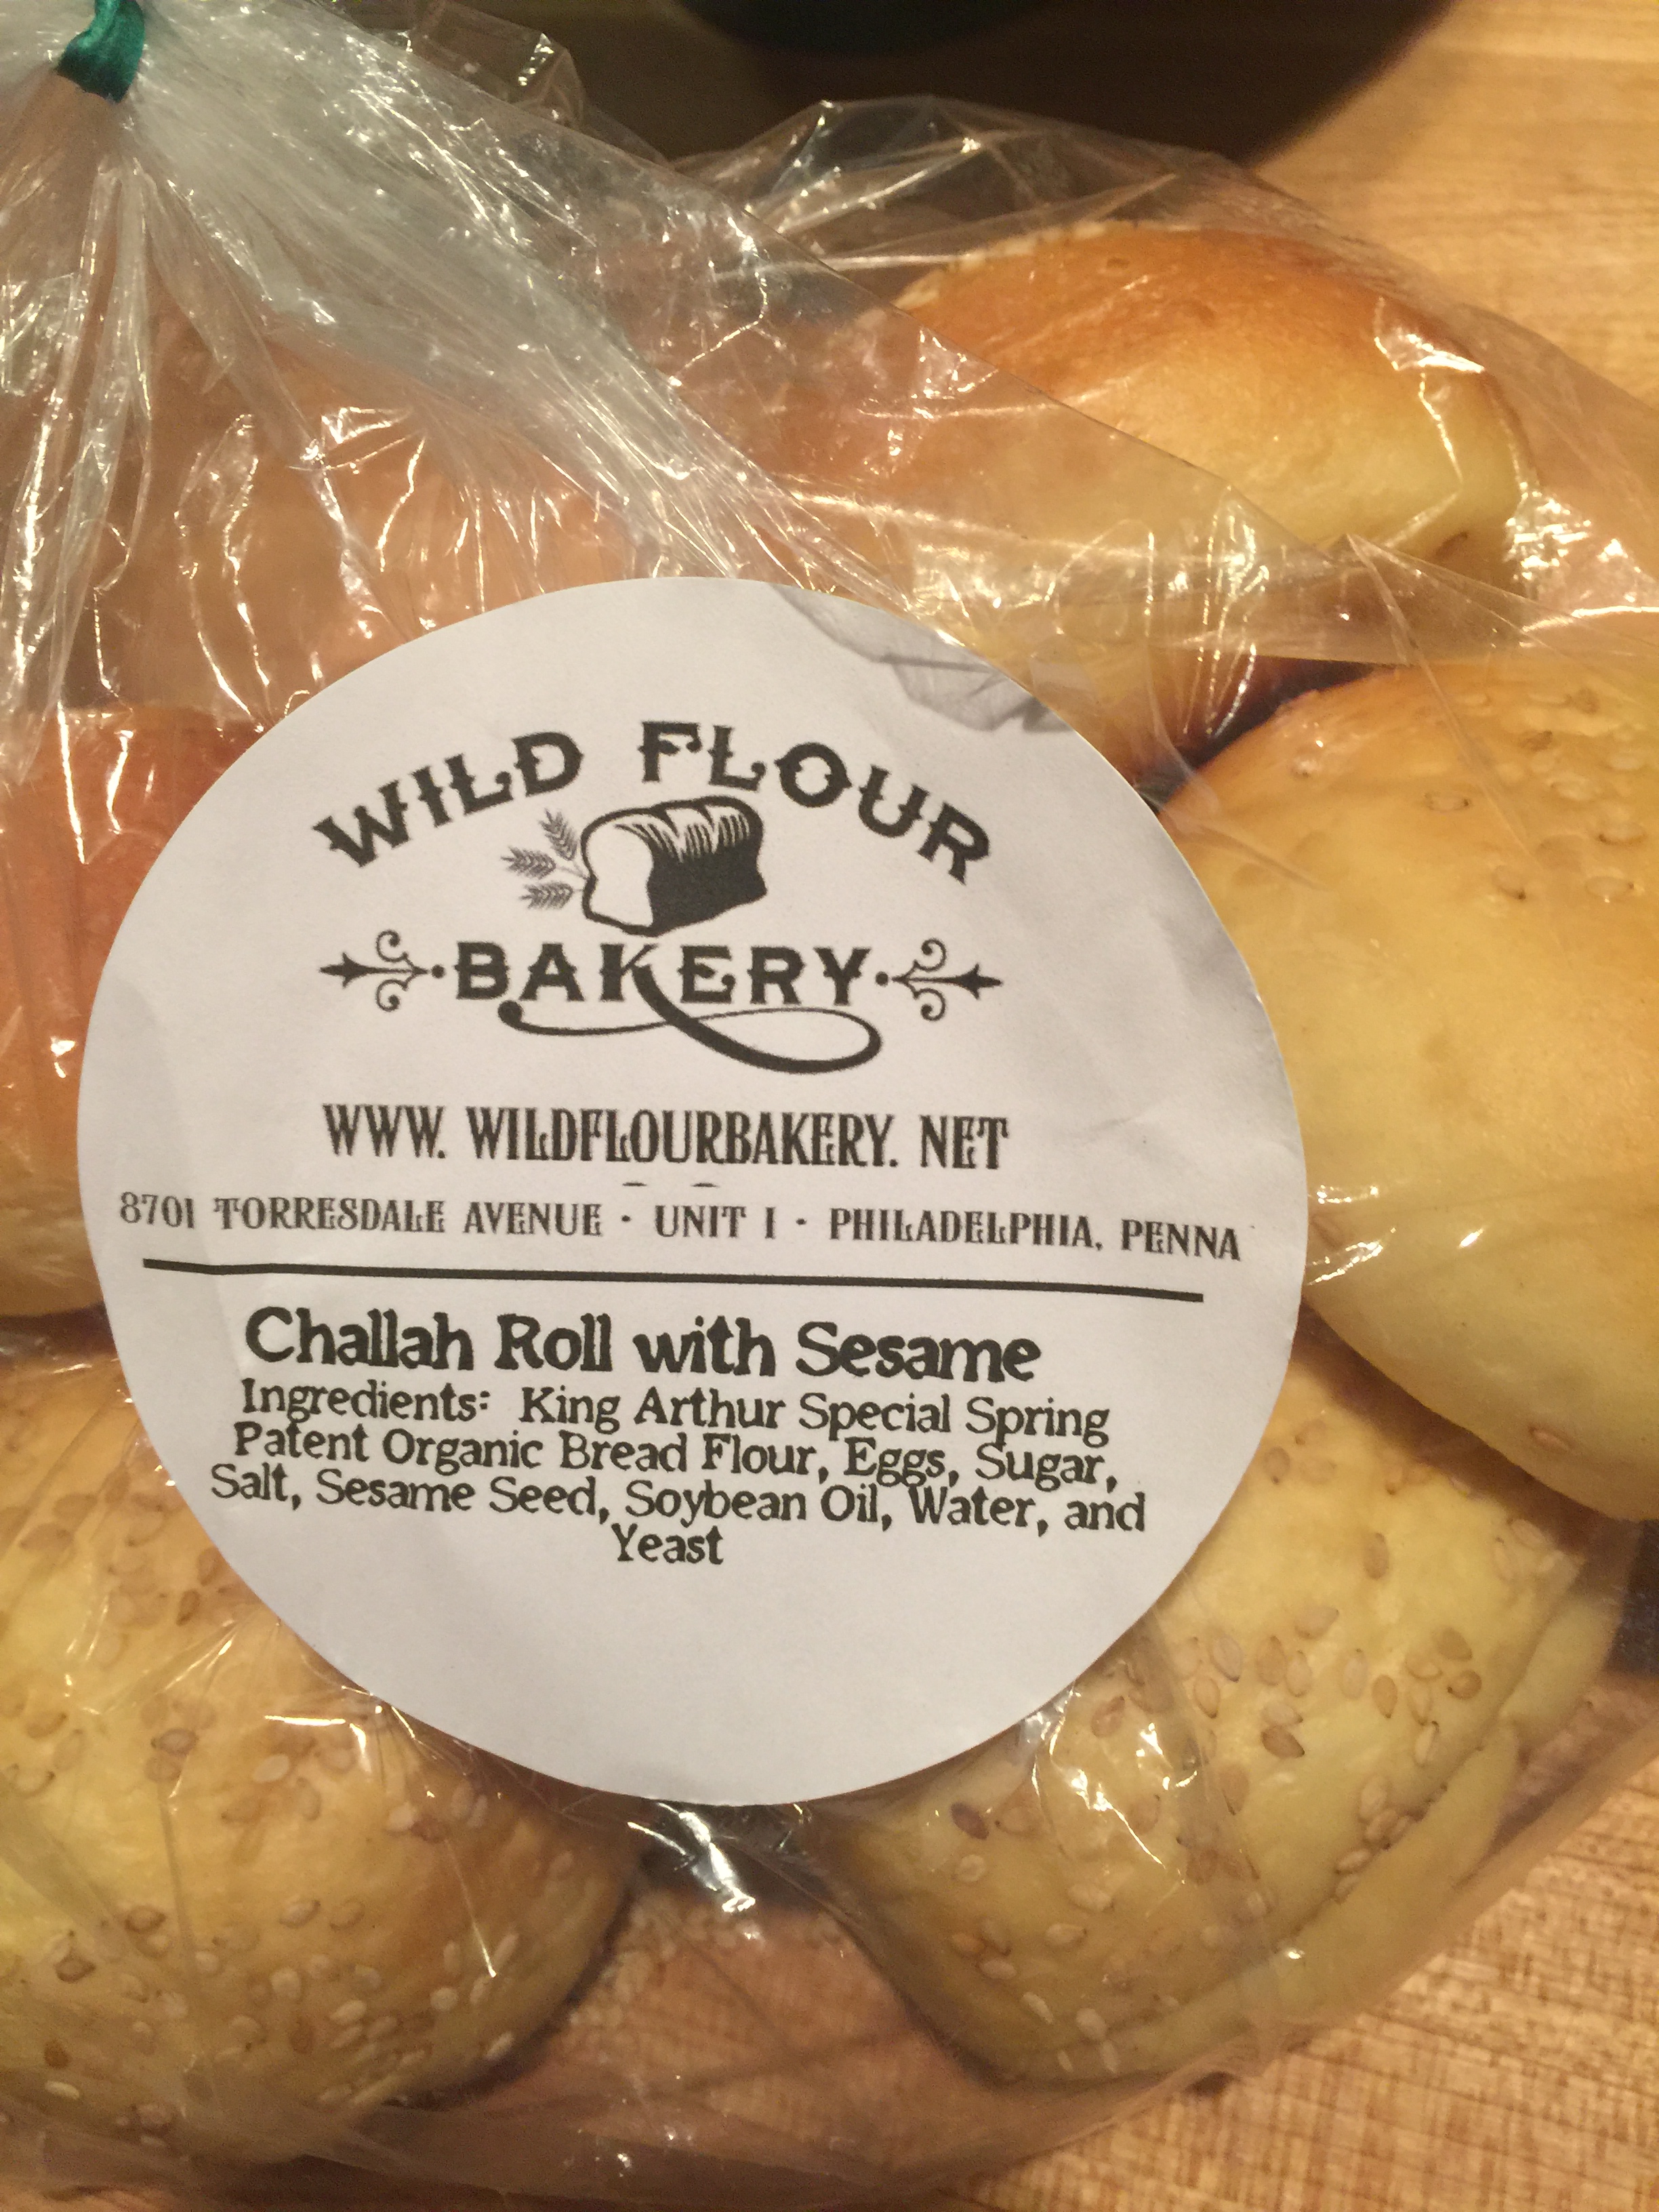 WILD FLOUR
BAKERY
WWW. WILDFLOURBAKERY. NET
8701 TORRESDALE AVENUE · UNIT I · PHILADELPHIA, PENNA
Challah Roll with Sesame
Ingredients: King Arthur Special Spring
Patent Organic Bread Flour, Eggs, Sugar,
Salt, Sesame Seed, Soybean Oil, Water, and
Yeast